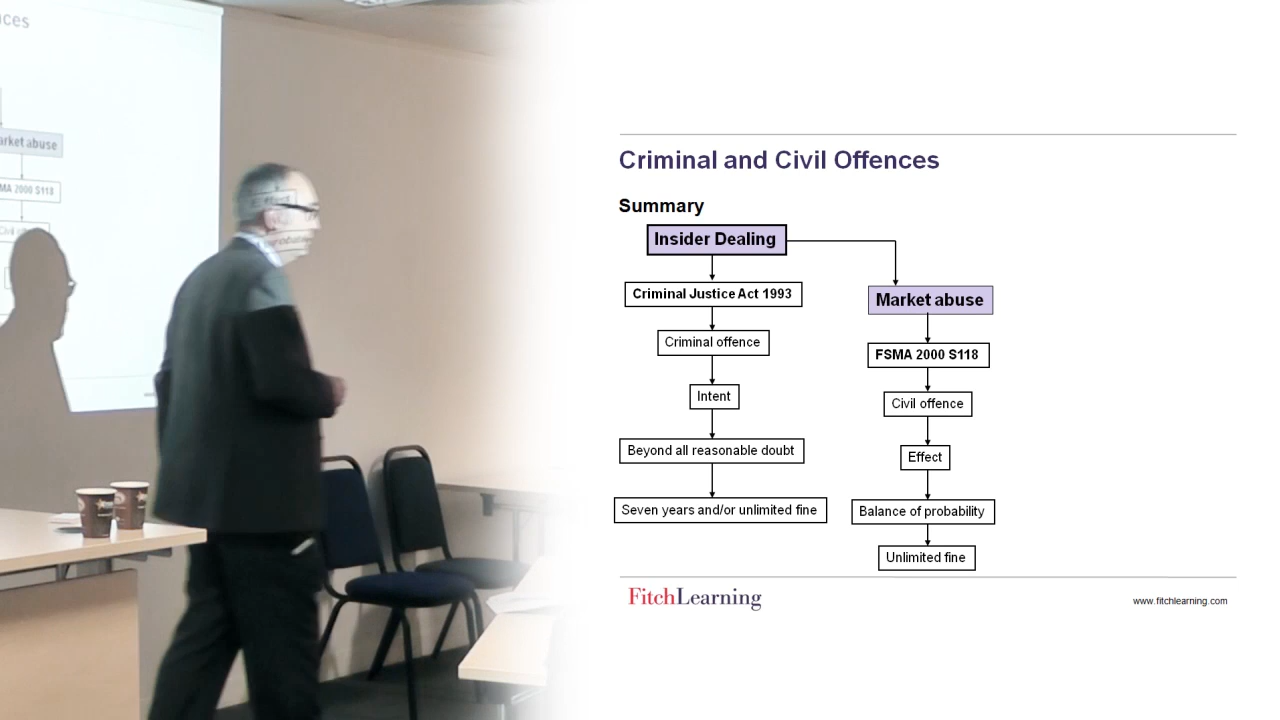 ces
arket abuse
MA 2000 S118
Civil
Effect
Criminal and Civil Offences
Summary
Insider Dealing
Criminal Justice Act 1993
Market abuse
Criminal offence
FSMA 2000 S118
Intent
Civil offence
Beyond all reasonable doubt
Effect
Seven years and/or unlimited fine
Balance of probability
Unlimited fine
FitchLearning
www.fitchlearning.com